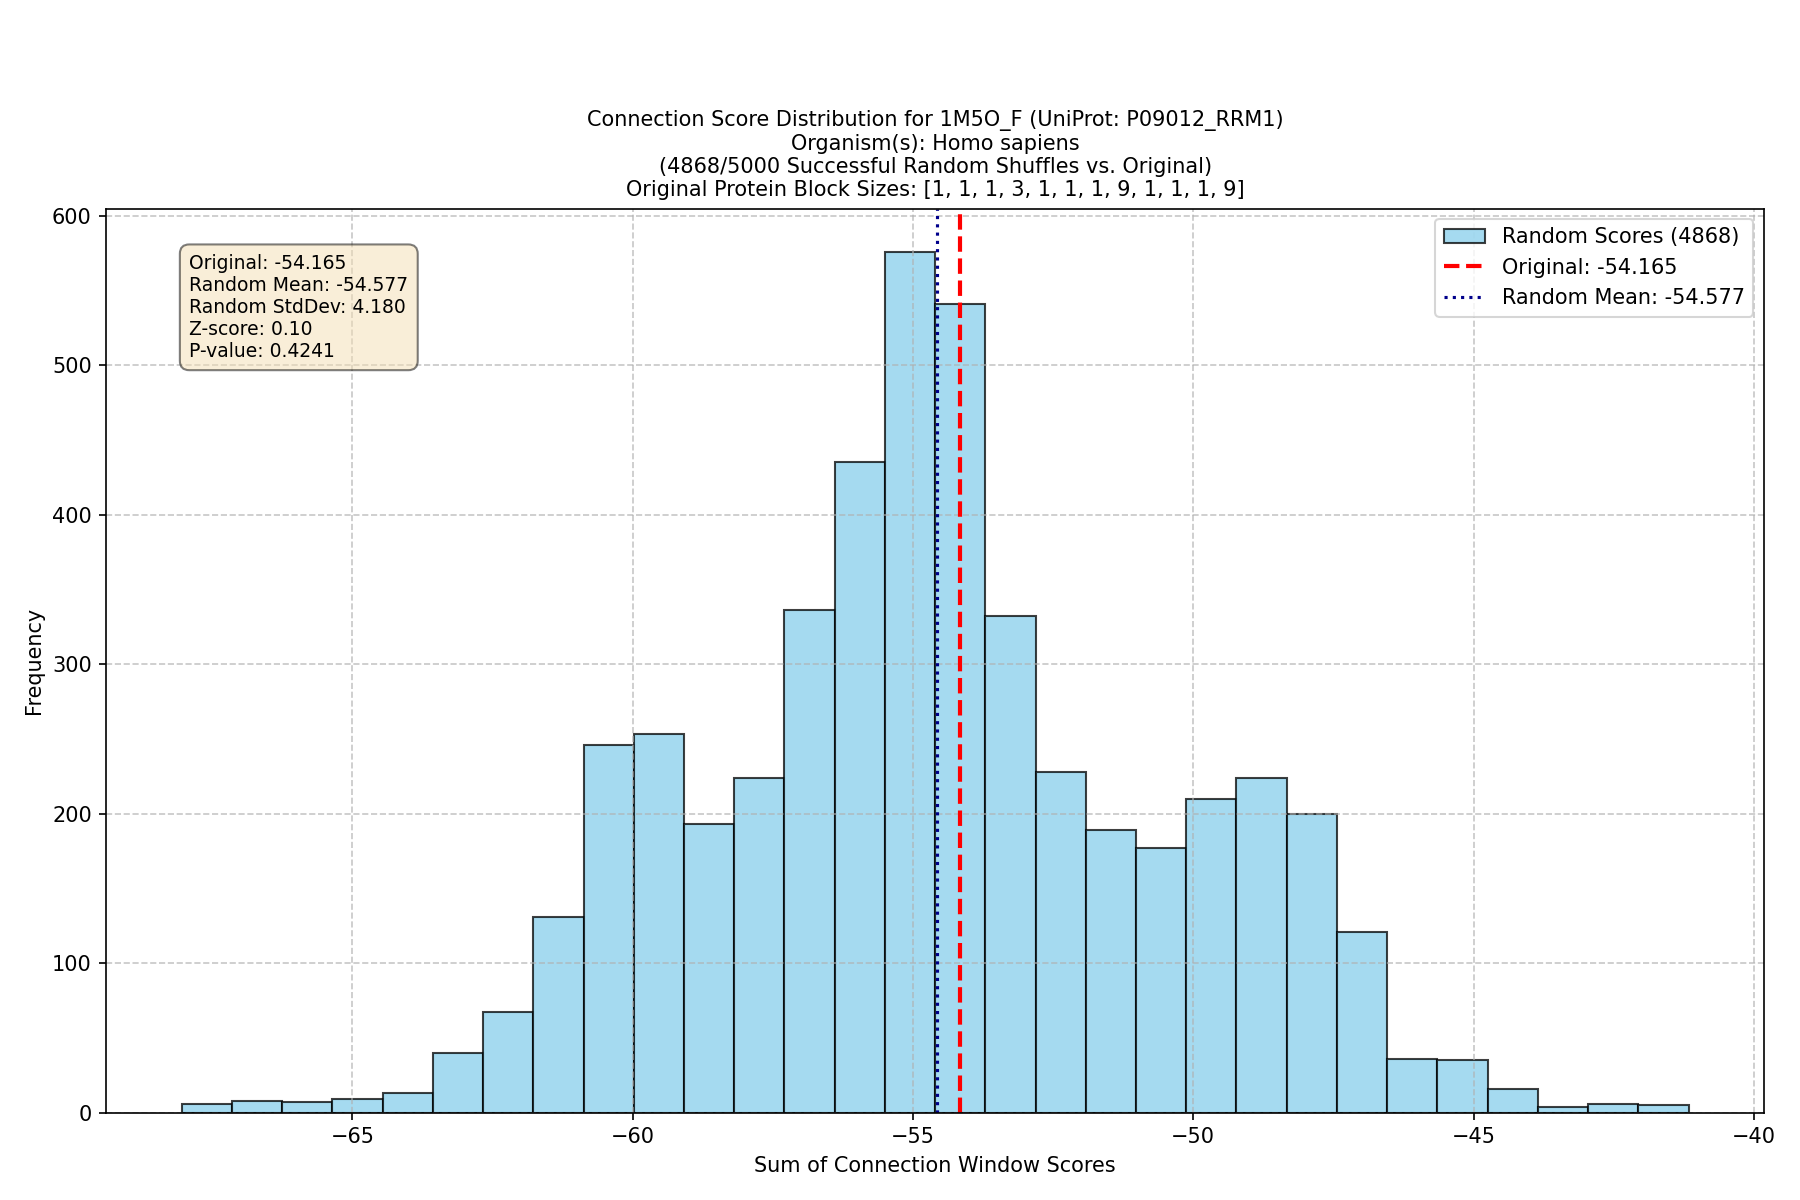 Connection Score Distribution for 1M5O_F (UniProt: P09012_RRM1)
Organism(s): Homo sapiens
(4868/5000 Successful Random Shuffles vs. Original)
Original Protein Block Sizes: [1, 1, 1, 3, 1, 1, 1, 9, 1, 1, 1, 9]
Original: -54.165
Random Mean: -54.577
Random StdDev: 4.180
Z-score: 0.10
P-value: 0.4241
Random Scores (4868)
Original: -54.165
Random Mean: -54.577
Frequency
600
500
400
300
200
100
0
−65
−60
−55
−50
−45
−40
Sum of Connection Window Scores